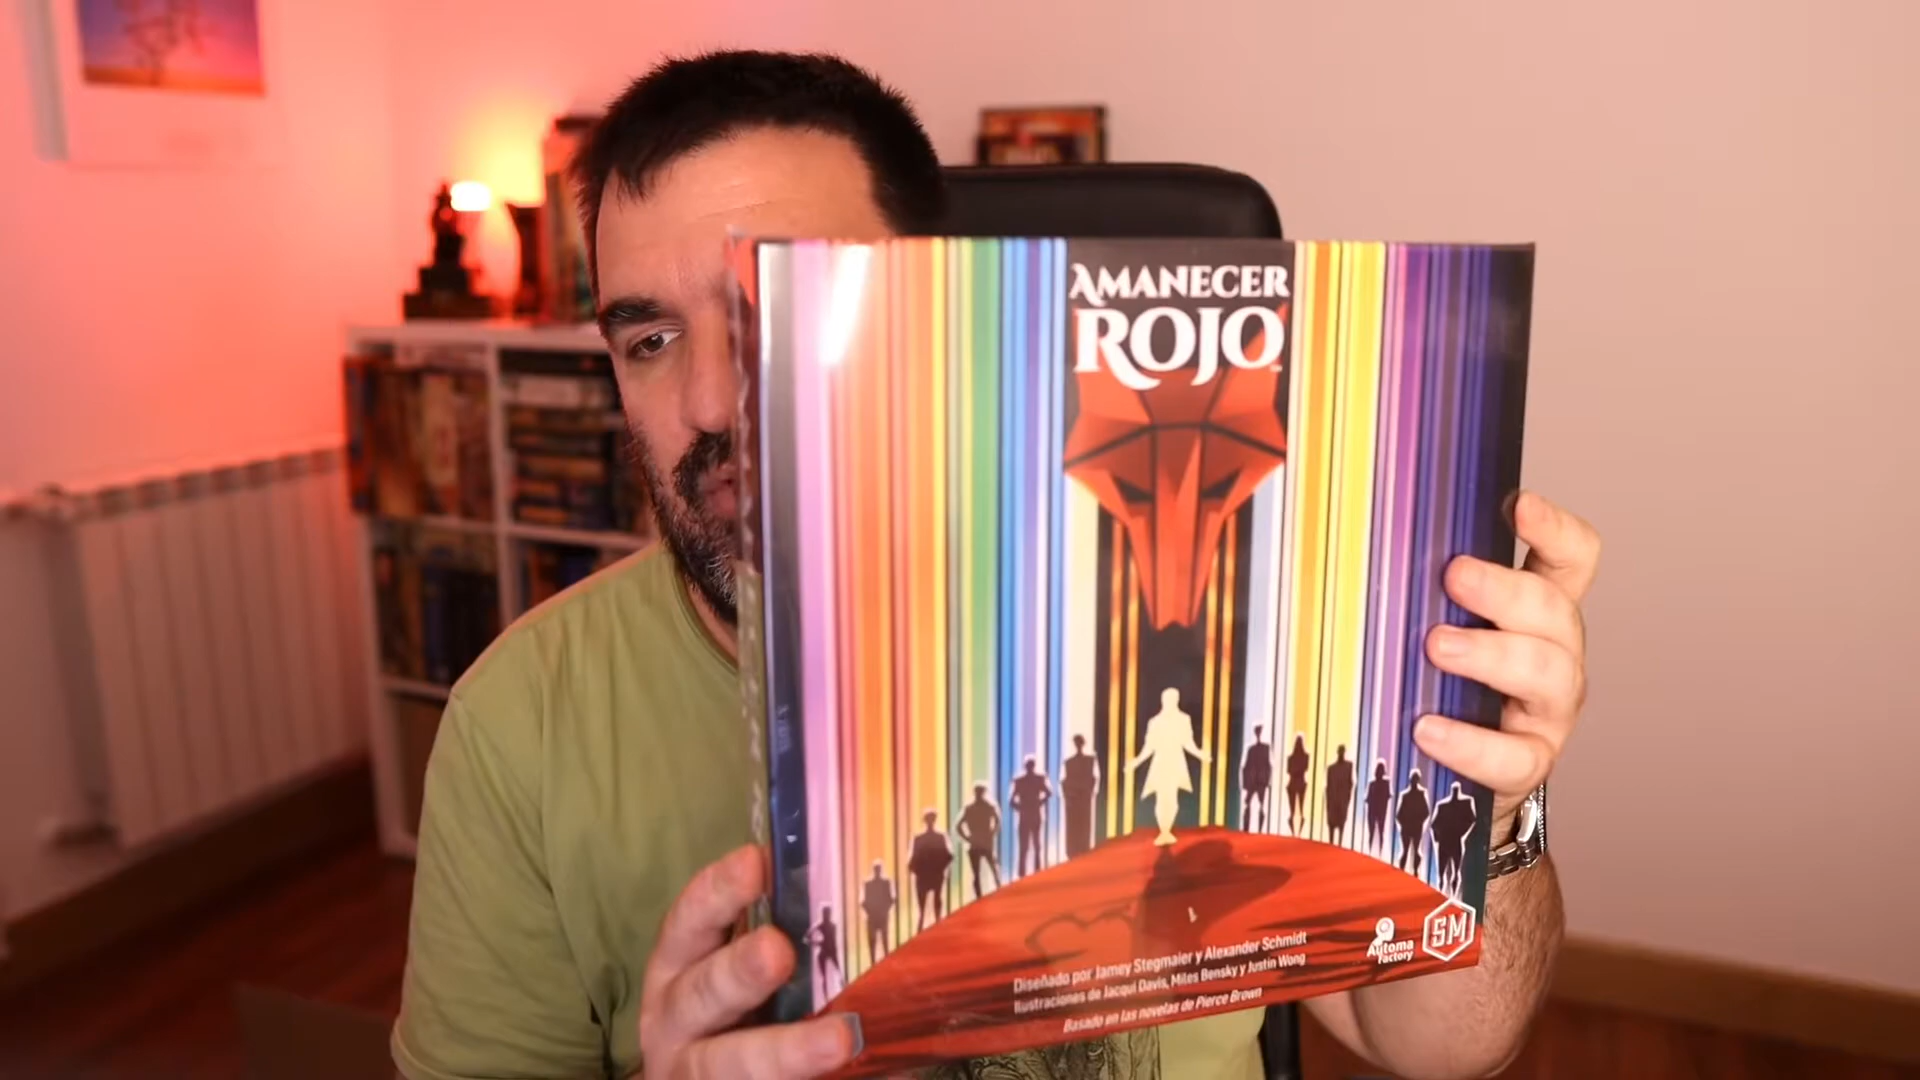 AMANECER
ROJO
Diseñado por Jamey Stegmaier y Alexander Schmidt
Ilustraciones de Jacqui Davis, Miles Bensky y Justin Wong
Basado en las novelas de Pierce Brown
Automa
Factory
SM